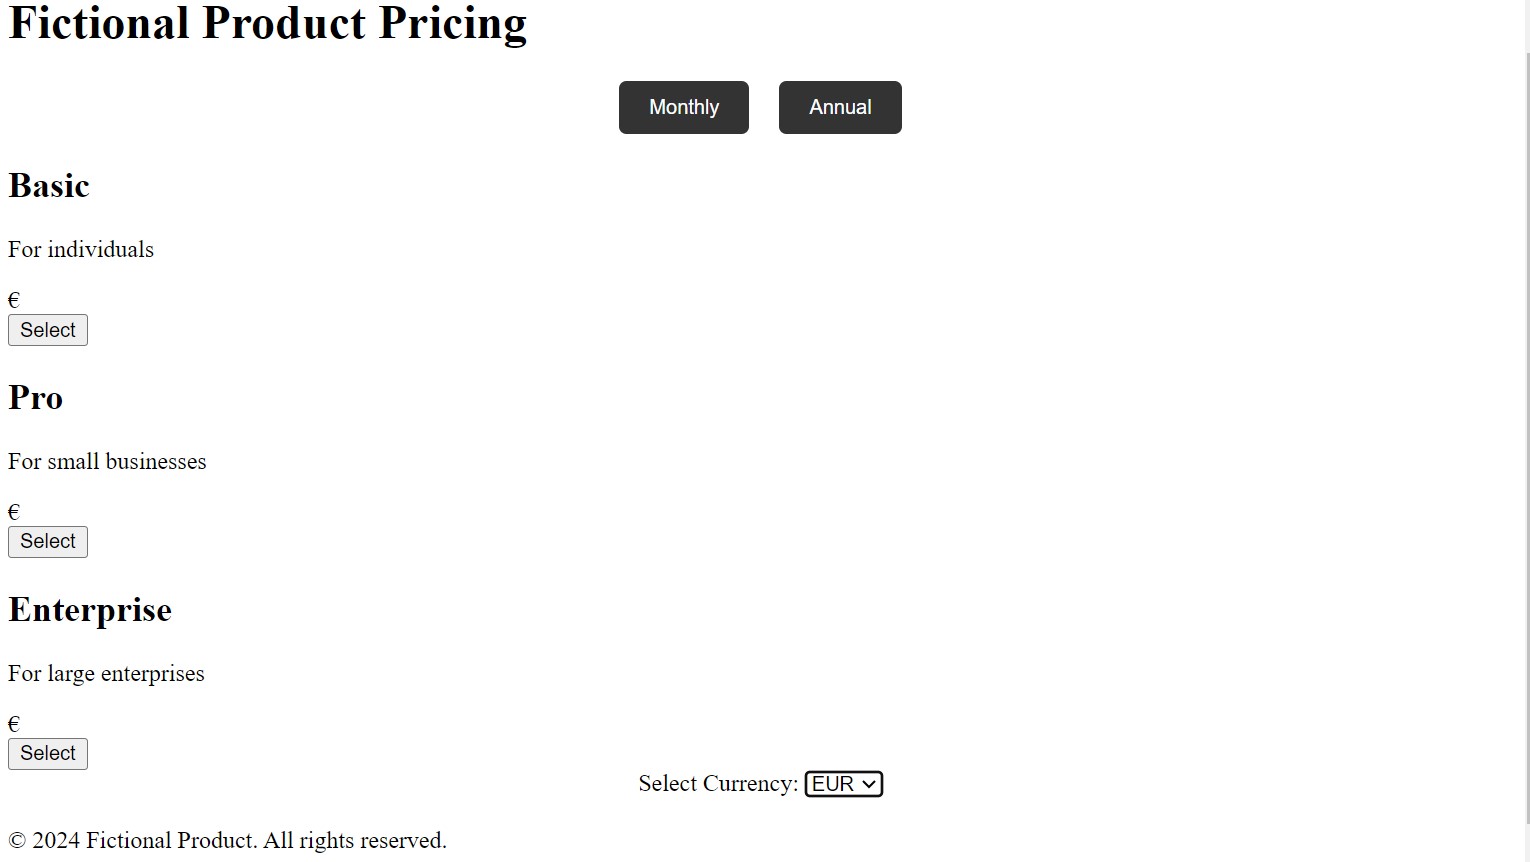 Fictional Product Pricing
Monthly Annual
Basic
For individuals
€
Select
Pro
For small businesses
€
Select
Enterprise
For large enterprises
€
Select
Select Currency: EUR
© 2024 Fictional Product. All rights reserved.